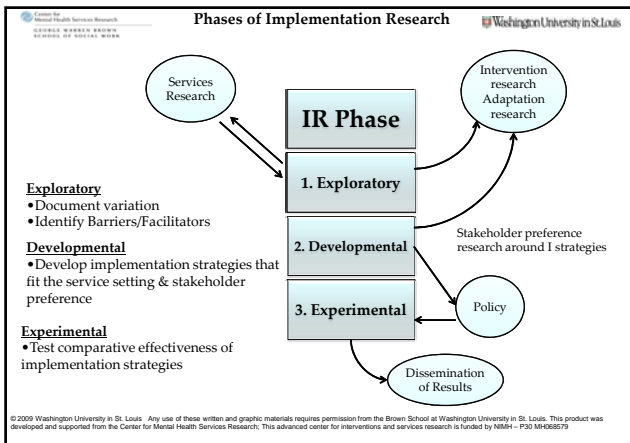 Center for
Mental Health Services Research
GEORGE WARREN BROWN
SCHOOL OF SOCIAL WORK
Phases of Implementation Research
Washington University in St. Louis
Services
Research
Intervention
research
Adaptation
research
IR Phase
1. Exploratory
2. Developmental
3. Experimental
Exploratory
•Document variation
•Identify Barriers/Facilitators
Developmental
•Develop implementation strategies that
fit the service setting & stakeholder
preference
Experimental
•Test comparative effectiveness of
implementation strategies
Stakeholder preference
research around I strategies
Policy
Dissemination
of Results
© 2009 Washington University in St. Louis Any use of these written and graphic materials requires permission from the Brown School at Washington University in St. Louis. This product was
developed and supported from the Center for Mental Health Services Research; This advanced center for interventions and services research is funded by NIMH – P30 MH068579